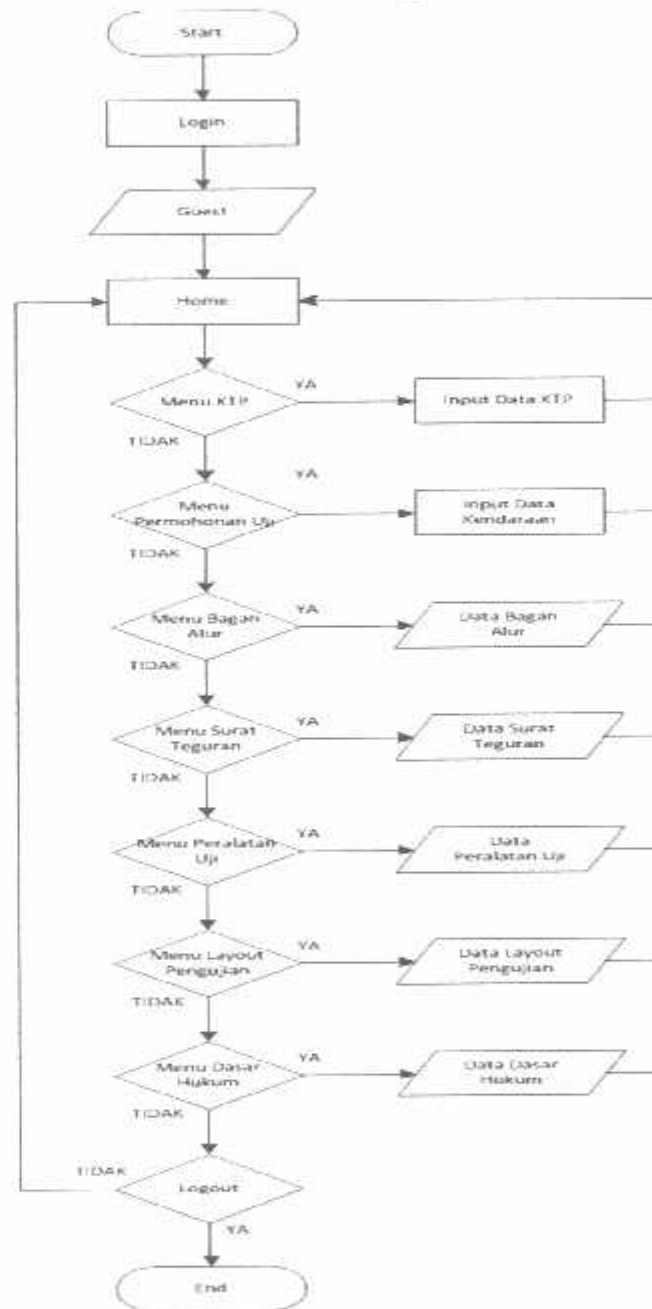 Start
Login
Guest
Home
Menu KTP
YA
Input Data KTP
TIDAK
Menu
Permohonan Uji
YA
Input Data
Kendaraan
TIDAK
Menu Bagan
Alur
YA
Data Bagan
Alur
TIDAK
Menu Surat
Teguran
YA
Data Surat
Teguran
TIDAK
Menu Peralatan
Uji
YA
Data
Peralatan Uji
TIDAK
Menu Layout
Pengujian
YA
Data Layout
Pengujian
TIDAK
Menu Dasar
Hukum
YA
Data Dasar
Hukum
TIDAK
TIDAK
Logout
YA
End